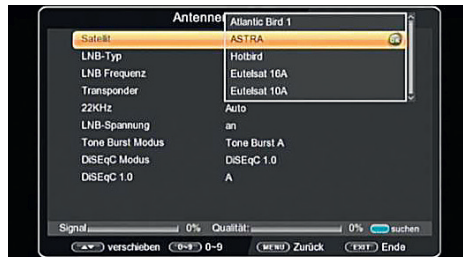 Antennen
Atlantic Bird 1
Satellit ASTRA
LNB-Typ Hotbird
LNB Frequenz Eutelsat 16A
Transponder Eutelsat 10A
22KHz Auto
LNB-Spannung an
Tone Burst Modus Tone Burst A
DiSEqC Modus DiSEqC 1.0
DiSEqC 1.0 A
Signal 0% Qualität: 0% suchen
verschieben 0~9 0~9 MENU Zurück EXIT Ende